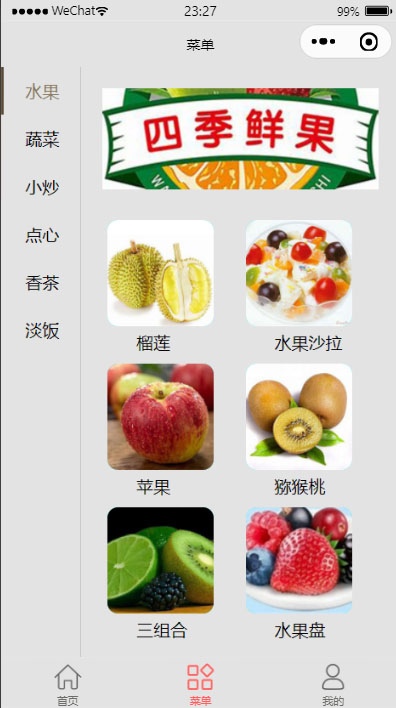 WeChat
23:27
99%
菜单
水果
蔬菜
小炒
点心
香茶
淡饭
四季鲜果
榴莲
水果沙拉
苹果
猕猴桃
三组合
水果盘
首页
菜单
我的